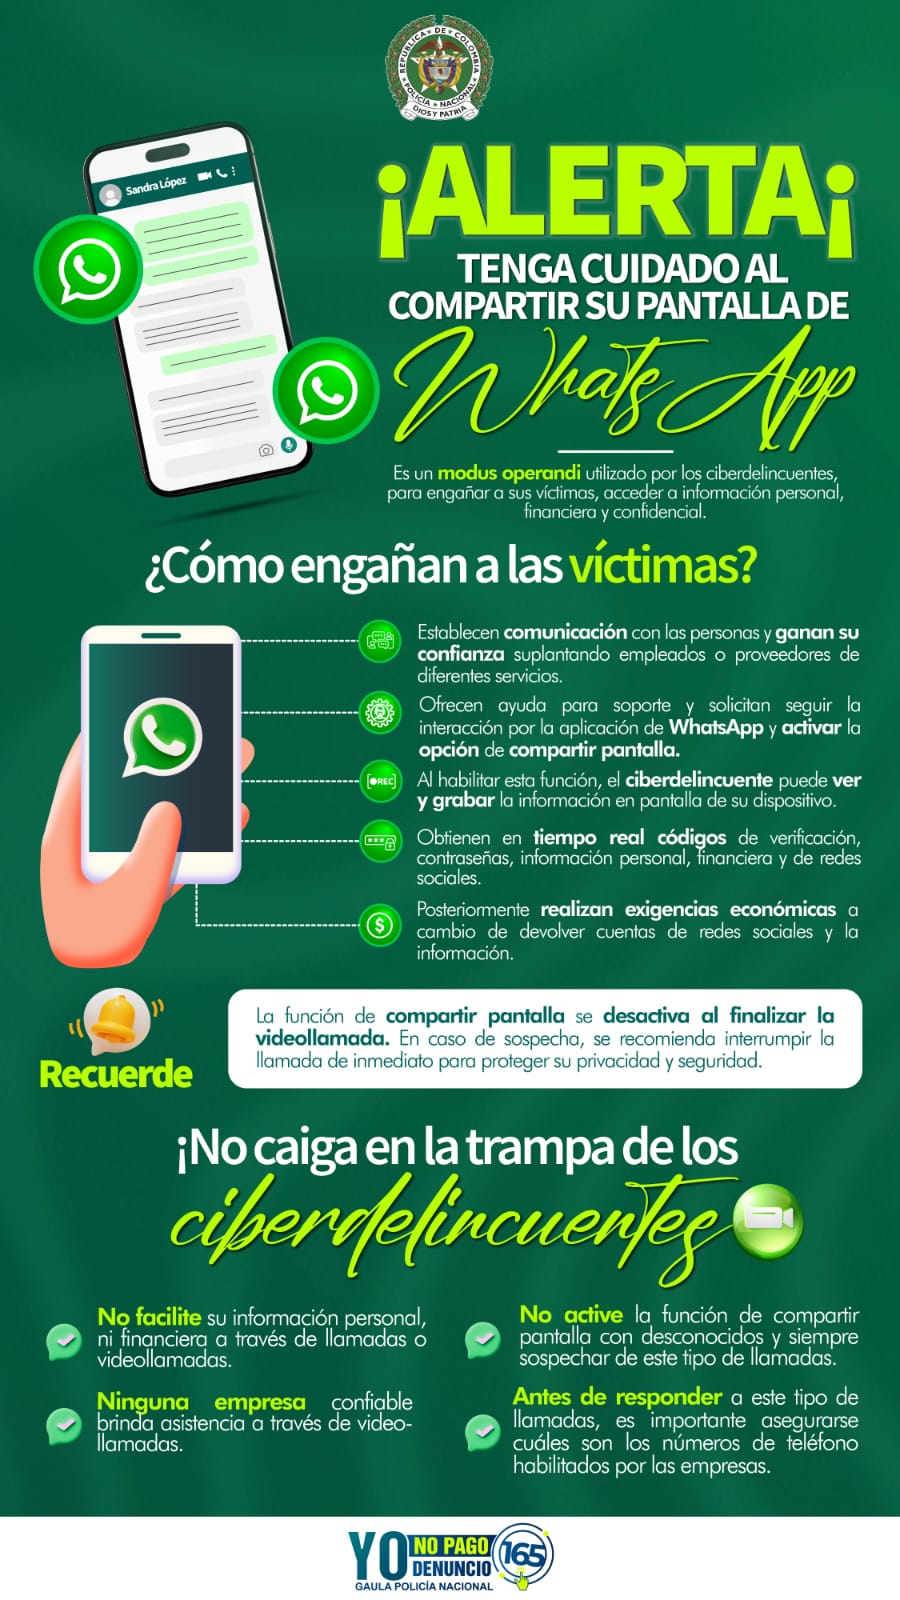 REPÚBLICA DE COLOMBIA
POLICÍA NACIONAL
DIOS Y PATRIA
Sandra López
¡ALERTA¡
TENGA CUIDADO AL
COMPARTIR SU PANTALLA DE
WhatsApp
Es un modus operandi utilizado por los ciberdelincuentes,
para engañar a sus víctimas, acceder a información personal,
financiera y confidencial.
¿Cómo engañan a las víctimas?
Establecen comunicación con las personas y ganan su
confianza suplantando empleados o proveedores de
diferentes servicios.
Ofrecen ayuda para soporte y solicitan seguir la
interacción por la aplicación de WhatsApp y activar la
opción de compartir pantalla.
REC
Al habilitar esta función, el ciberdelincuente puede ver
y grabar la información en pantalla de su dispositivo.
Obtienen en tiempo real códigos de verificación,
contraseñas, información personal, financiera y de redes
sociales.
$
Posteriormente realizan exigencias económicas a
cambio de devolver cuentas de redes sociales y la
información.
Recuerde
La función de compartir pantalla se desactiva al finalizar la
videollamada. En caso de sospecha, se recomienda interrumpir la
llamada de inmediato para proteger su privacidad y seguridad.
¡No caiga en la trampa de los
ciberdelincuentes
No facilite su información personal,
ni financiera a través de llamadas o
videollamadas.
Ninguna empresa confiable
brinda asistencia a través de video-
llamadas.
No active la función de compartir
pantalla con desconocidos y siempre
sospechar de este tipo de llamadas.
Antes de responder a este tipo de
llamadas, es importante asegurarse
cuáles son los números de teléfono
habilitados por las empresas.
YO NO PAGO
DENUNCIO
165
GAULA POLICÍA NACIONAL